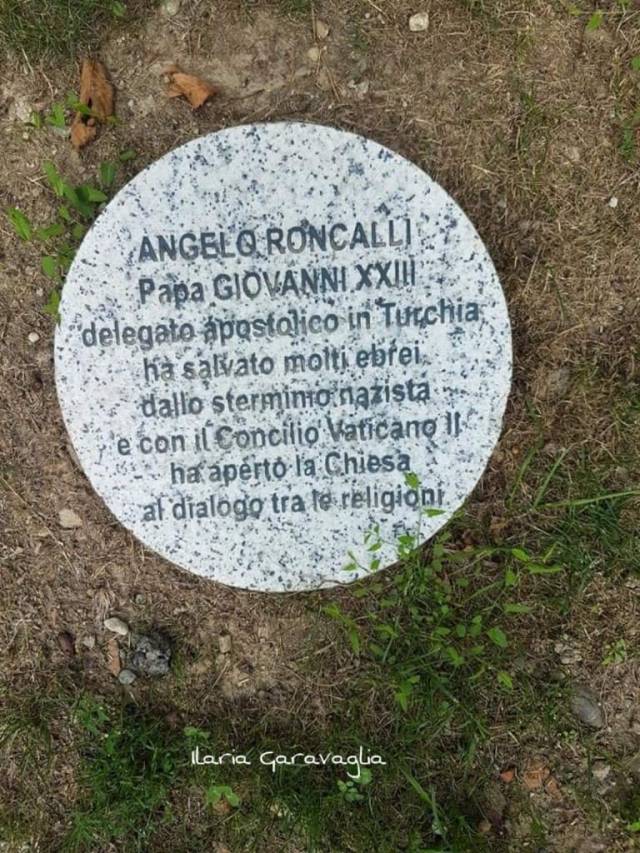 ANGELO RONCALLI
Papa GIOVANNI XXIII
delegato apostolico in Turchia
ha salvato molti ebrei
dallo sterminio nazista
e con il Concilio Vaticano II
ha aperto la Chiesa
al dialogo tra le religioni
Ilaria Garavaglia